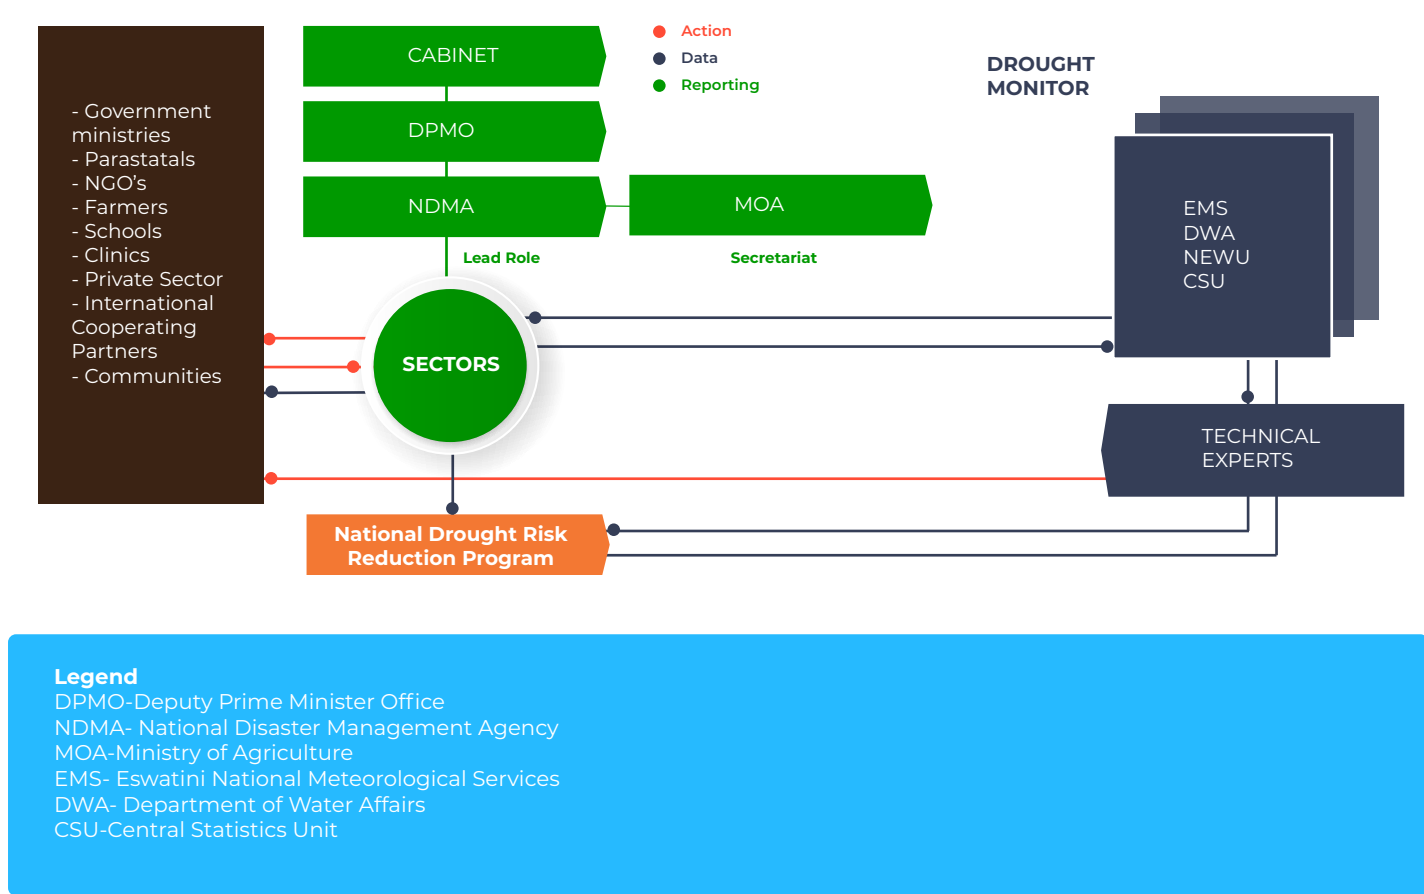 - Government
ministries
- Parastatals
- NGO’s
- Farmers
- Schools
- Clinics
- Private Sector
- International
Cooperating
Partners
- Communities
CABINET
DPMO
NDMA
MOA
Lead Role
Secretariat
Action
Data
Reporting
DROUGHT
MONITOR
EMS
DWA
NEWU
CSU
SECTORS
TECHNICAL
EXPERTS
National Drought Risk
Reduction Program
Legend
DPMO-Deputy Prime Minister Office
NDMA- National Disaster Management Agency
MOA-Ministry of Agriculture
EMS- Eswatini National Meteorological Services
DWA- Department of Water Affairs
CSU-Central Statistics Unit